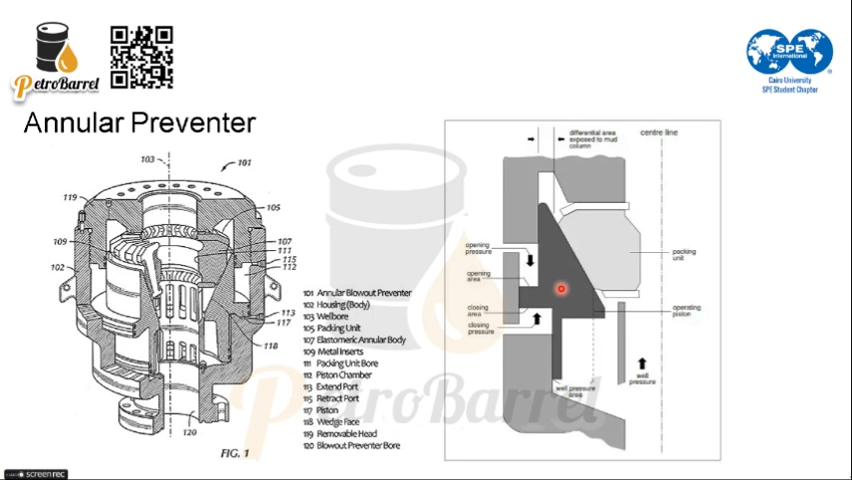 PetroBarrel
SPE
International
Cairo University
SPE Student Chapter
Annular Preventer
103
101
119
105
109
107
111
115
102
112
113
117
118
120
FIG. 1
101 Annular Blowout Preventer
102 Housing (Body)
103 Wellbore
105 Packing Unit
107 Elastomeric Annular Body
109 Metal Inserts
111 Packing Unit Bore
112 Piston Chamber
113 Extend Port
115 Retract Port
117 Piston
118 Wedge Face
119 Removable Head
120 Blowout Preventer Bore
differential area
exposed to mud
column
centre line
opening
pressure
opening
area
closing
area
closing
pressure
packing
unit
operating
piston
well
pressure
well pressure
area
PetroBarrel
screen rec